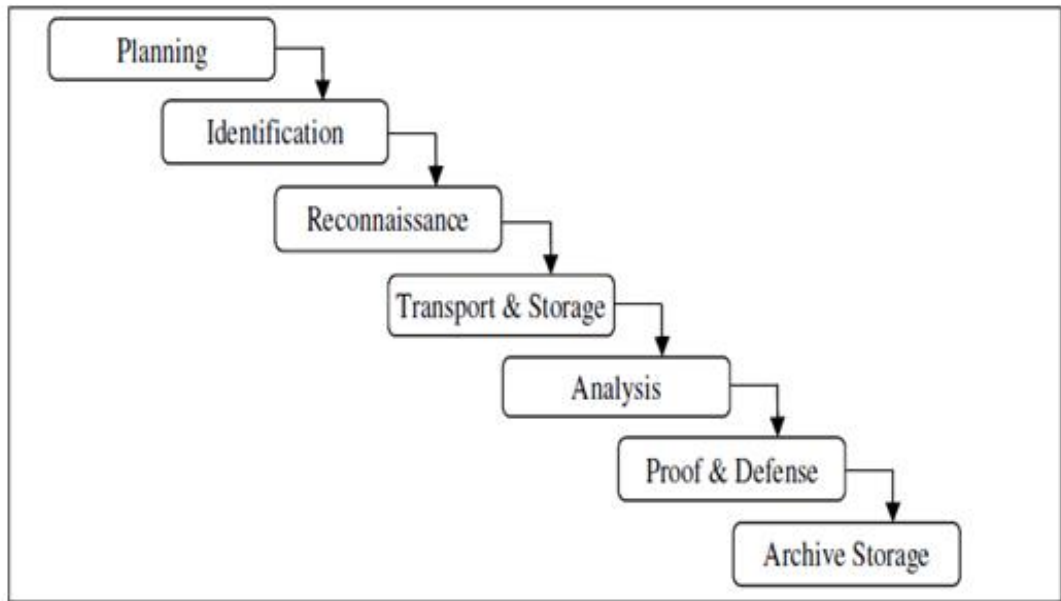 Planning
Identification
Reconnaissance
Transport & Storage
Analysis
Proof & Defense
Archive Storage